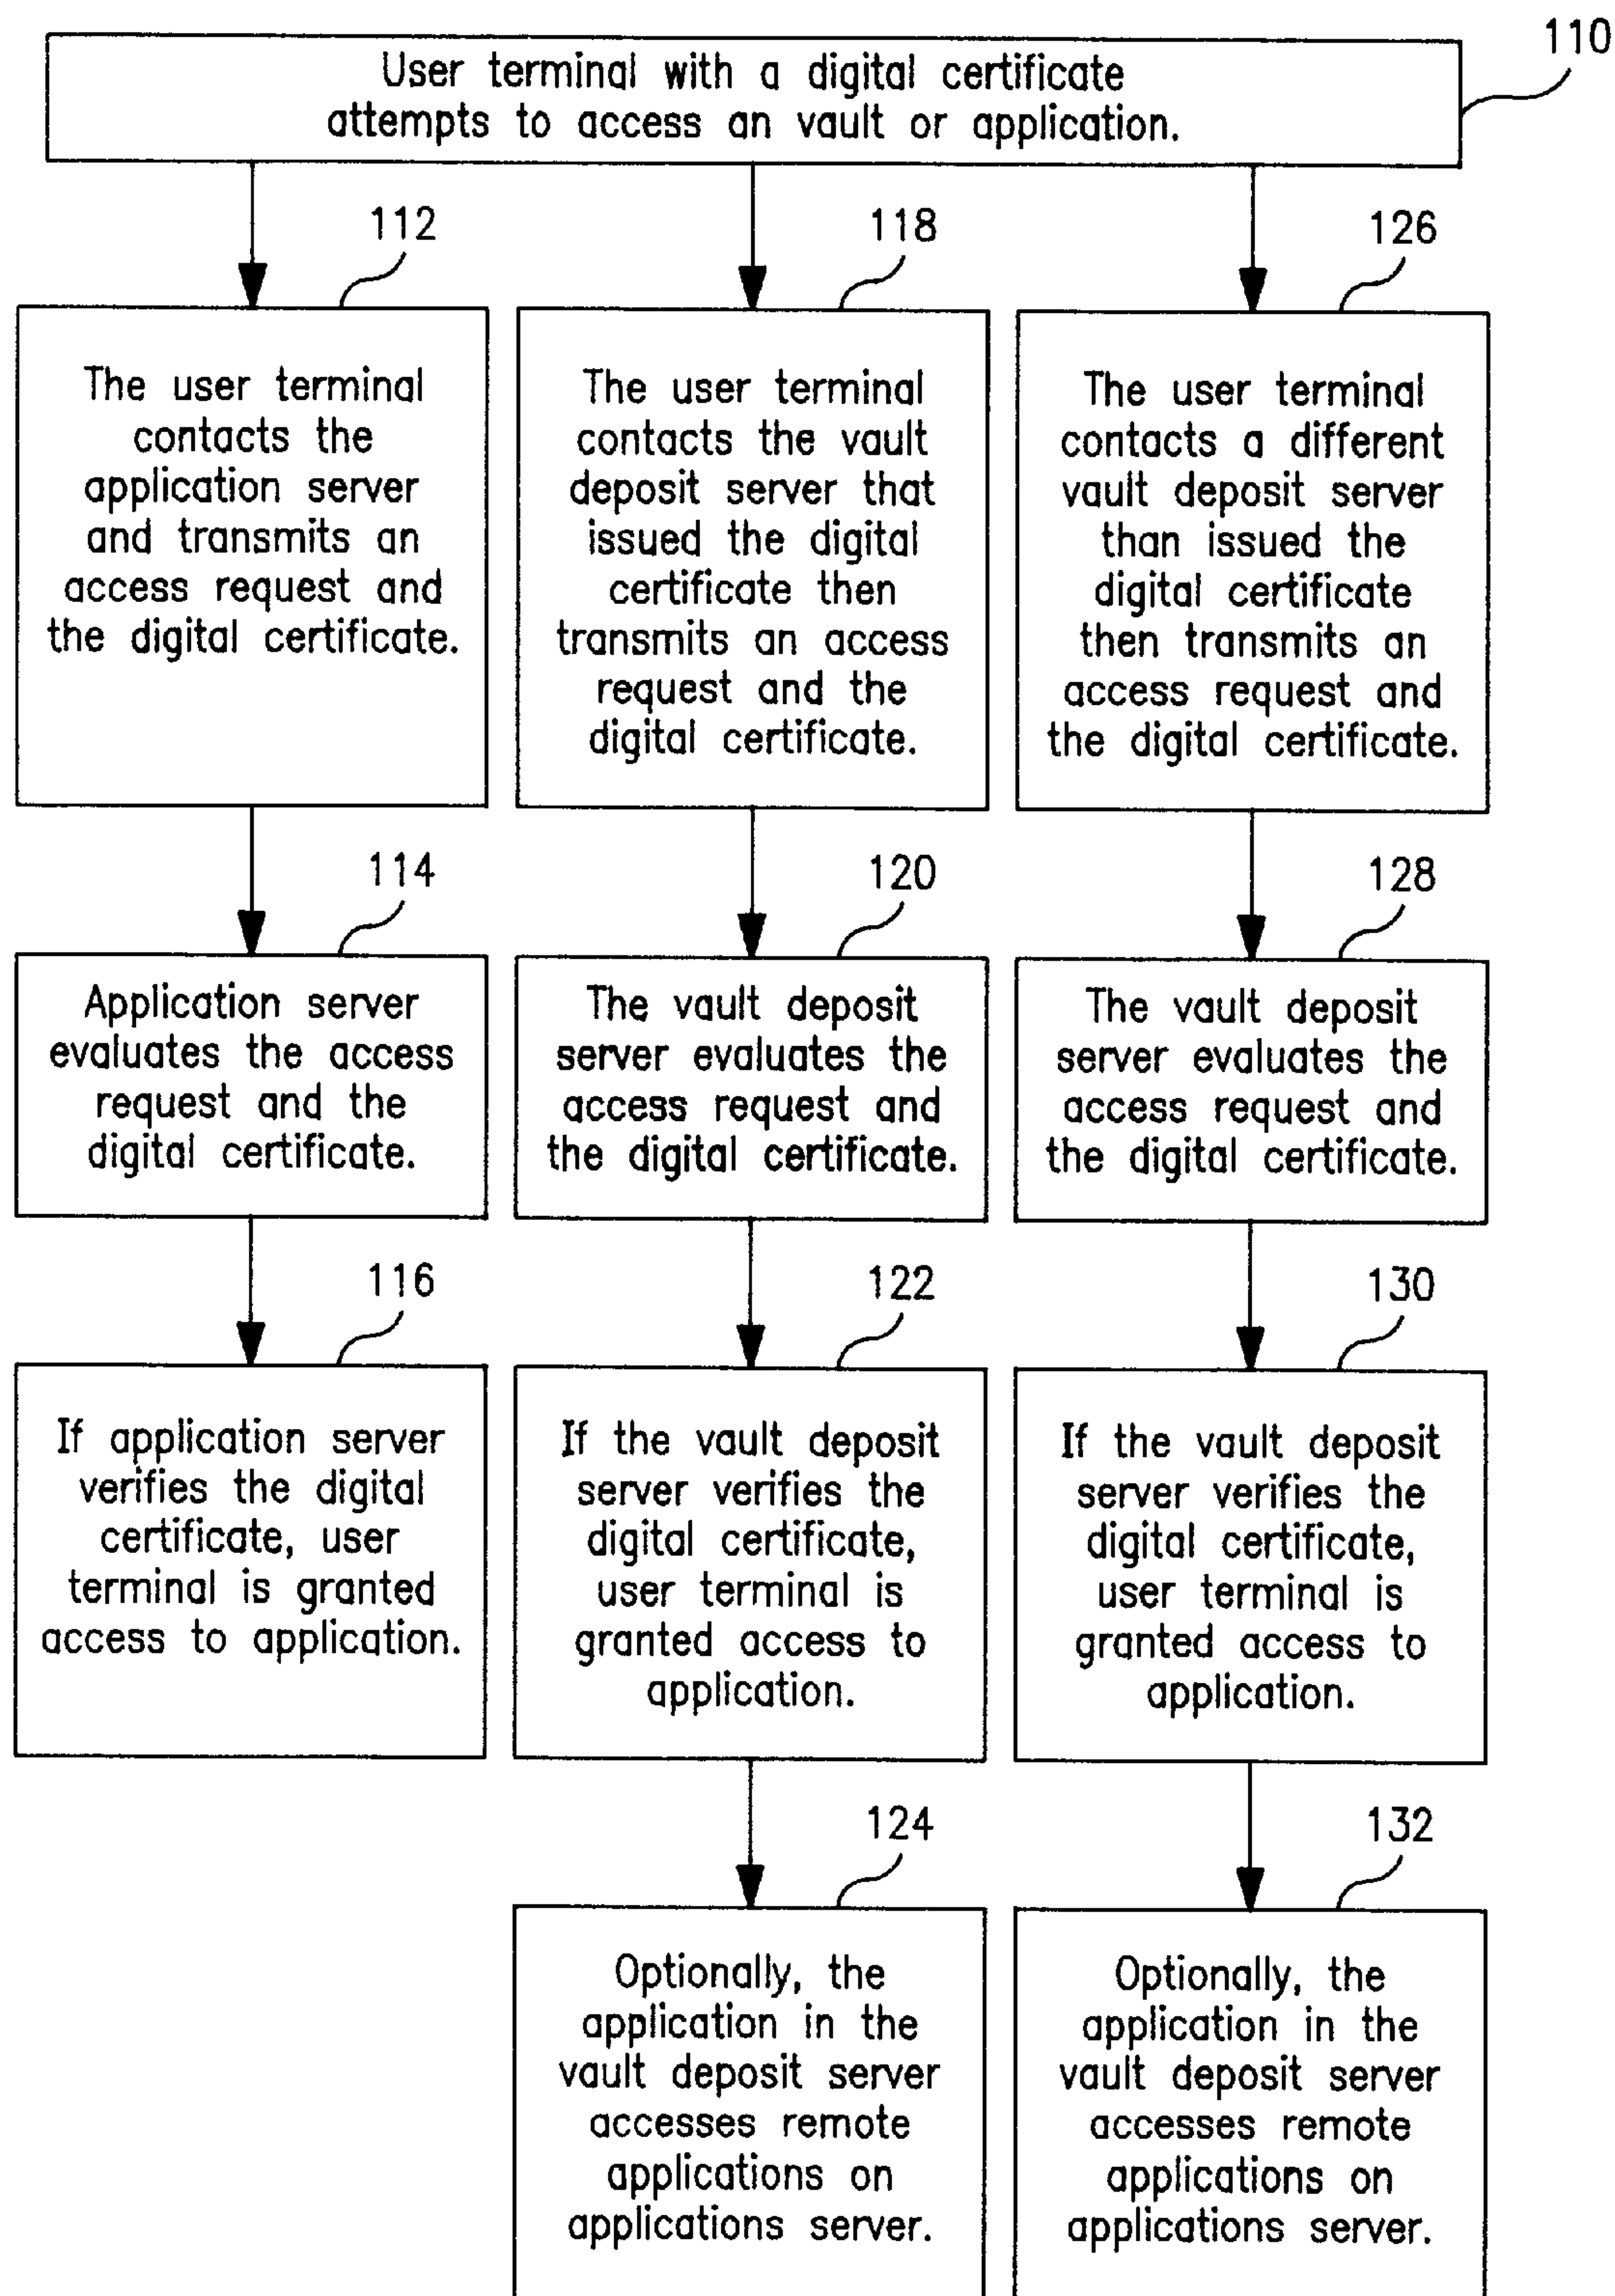 110
User terminal with a digital certificate
attempts to access an vault or application.
112
The user terminal
contacts the
application server
and transmits an
access request and
the digital certificate.
114
Application server
evaluates the access
request and the
digital certificate.
116
If application server
verifies the digital
certificate, user
terminal is granted
access to application.
118
The user terminal
contacts the vault
deposit server that
issued the digital
certificate then
transmits an access
request and the
digital certificate.
120
The vault deposit
server evaluates the
access request and
the digital certificate.
122
If the vault deposit
server verifies the
digital certificate,
user terminal is
granted access to
application.
124
Optionally, the
application in the
vault deposit server
accesses remote
applications on
applications server.
126
The user terminal
contacts a different
vault deposit server
than issued the
digital certificate
then transmits an
access request and
the digital certificate.
128
The vault deposit
server evaluates the
access request and
the digital certificate.
130
If the vault deposit
server verifies the
digital certificate,
user terminal is
granted access to
application.
132
Optionally, the
application in the
vault deposit server
accesses remote
applications on
applications server.